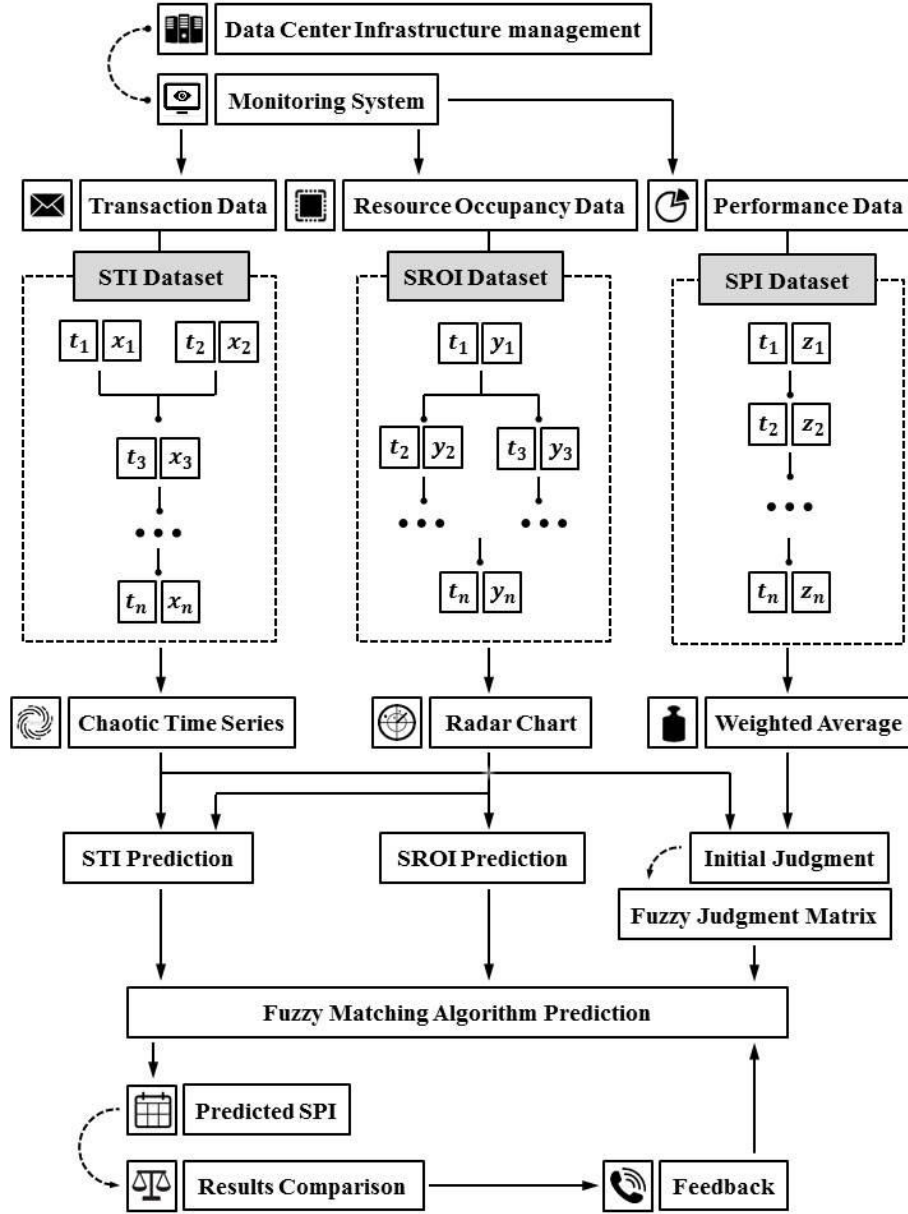 Data Center Infrastructure management
Monitoring System
Transaction Data
Resource Occupancy Data
Performance Data
STI Dataset
SROI Dataset
SPI Dataset
t₁ x₁ t₂ x₂
t₁ y₁
t₁ z₁
t₃ x₃
t₂ y₂ t₃ y₃
t₂ z₂
• • •
• • • • • •
• • •
tₙ xₙ
tₙ yₙ
tₙ zₙ
Chaotic Time Series
Radar Chart
Weighted Average
STI Prediction
SROI Prediction
Initial Judgment
Fuzzy Judgment Matrix
Fuzzy Matching Algorithm Prediction
Predicted SPI
Results Comparison
Feedback